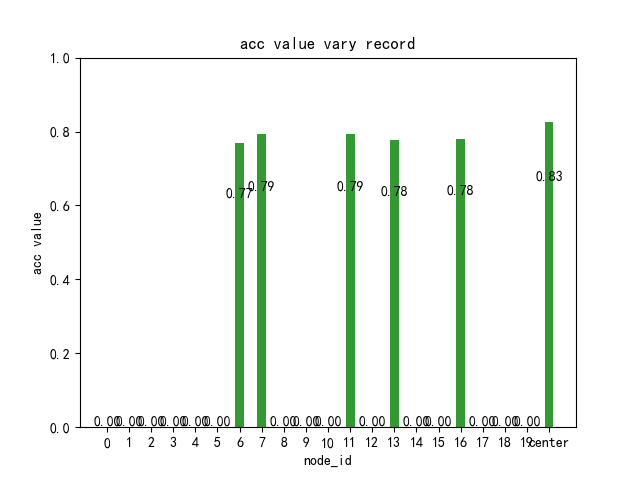 acc value vary record
1.0
0.8
0.6
0.4
0.2
0.0
acc value
0.00 0.00 0.00 0.00 0.00 0.00 0.77 0.79 0.00 0.00 0.00 0.79 0.00 0.78 0.00 0.00 0.78 0.00 0.00 0.00 0.83
0 1 2 3 4 5 6 7 8 9 10 11 12 13 14 15 16 17 18 19 center
node_id